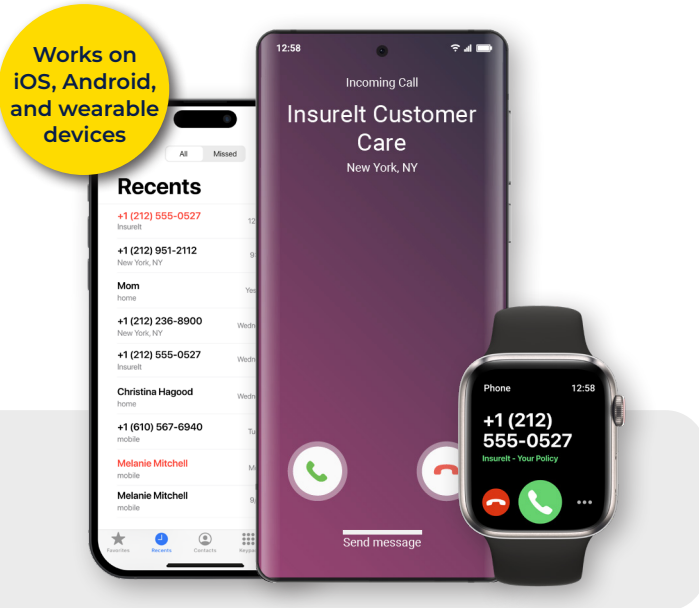 Works on
iOS, Android,
and wearable
devices
All Missed
Recents
+1 (212) 555-0527
InsureIt
+1 (212) 951-2112
New York, NY
Mom
home
+1 (212) 236-8900
New York, NY
+1 (212) 555-0527
InsureIt
Christina Hagood
home
+1 (610) 567-6940
mobile
Melanie Mitchell
mobile
Melanie Mitchell
mobile
Favorites Recents Contacts
12:58
Incoming Call
InsureIt Customer
Care
New York, NY
Send message
Phone 12:58
+1 (212)
555-0527
InsureIt - Your Policy